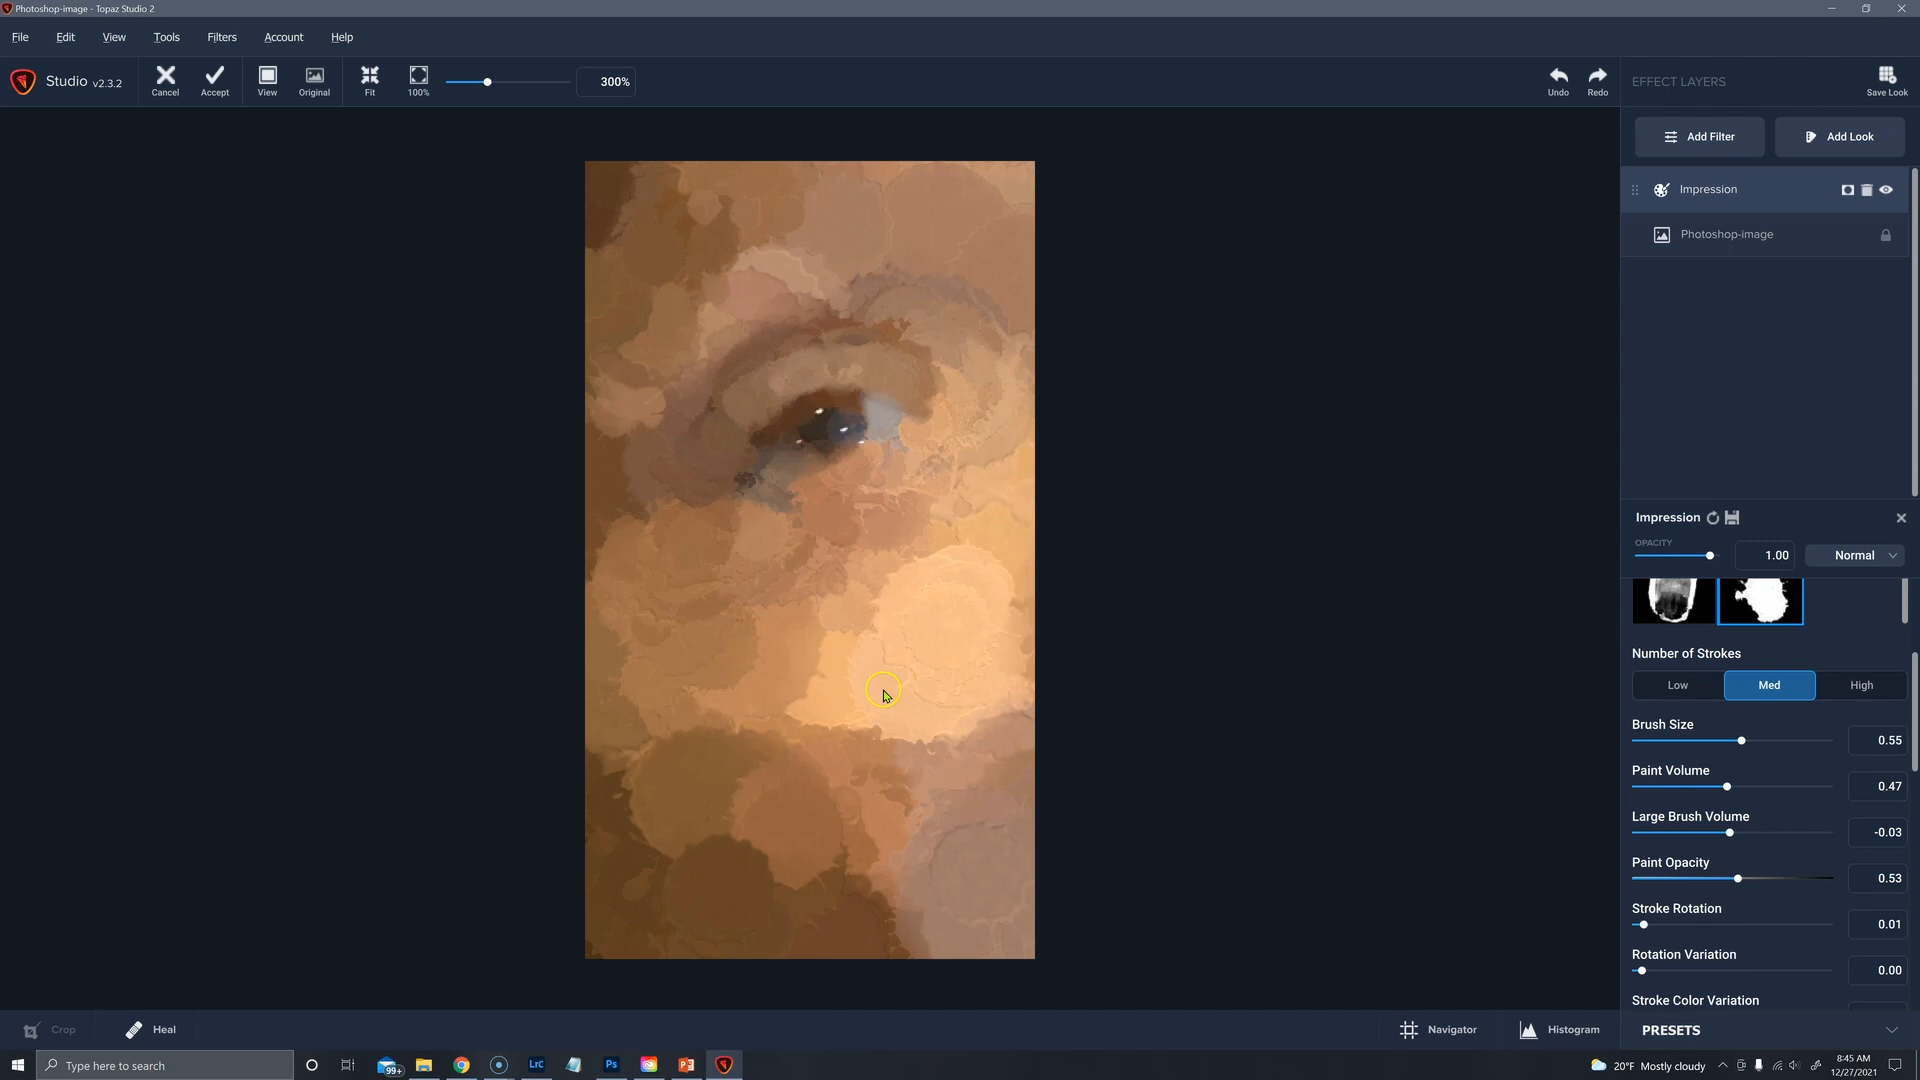 Photoshop-image - Topaz Studio 2
File Edit View Tools Filters Account Help
Studio v2.3.2
Cancel Accept View Original Fit 100% 300% Undo Redo
EFFECT LAYERS
Save Look
Add Filter Add Look
Impression
Photoshop-image
Impression
OPACITY
1.00 Normal
Number of Strokes
Low Med High
Brush Size
0.55
Paint Volume
0.47
Large Brush Volume
-0.03
Paint Opacity
0.53
Stroke Rotation
0.01
Rotation Variation
0.00
Stroke Color Variation
Crop Heal Navigator Histogram PRESETS
Type here to search
99+
LrC
Ps
20°F Mostly cloudy
8:45 AM
12/27/2021